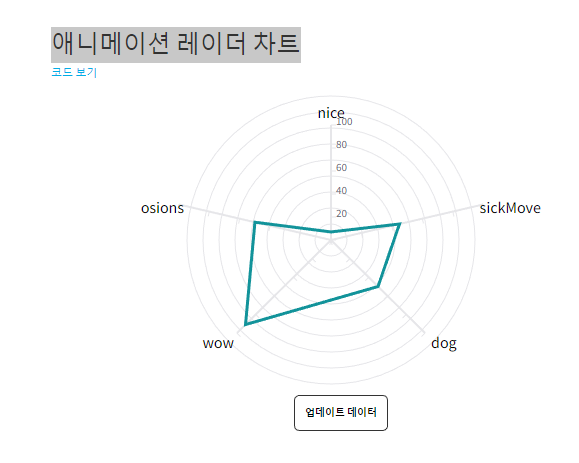 애니메이션 레이더 차트
코드 보기
nice
100
80
60
40
20
osions
sickMove
wow
dog
업데이트 데이터